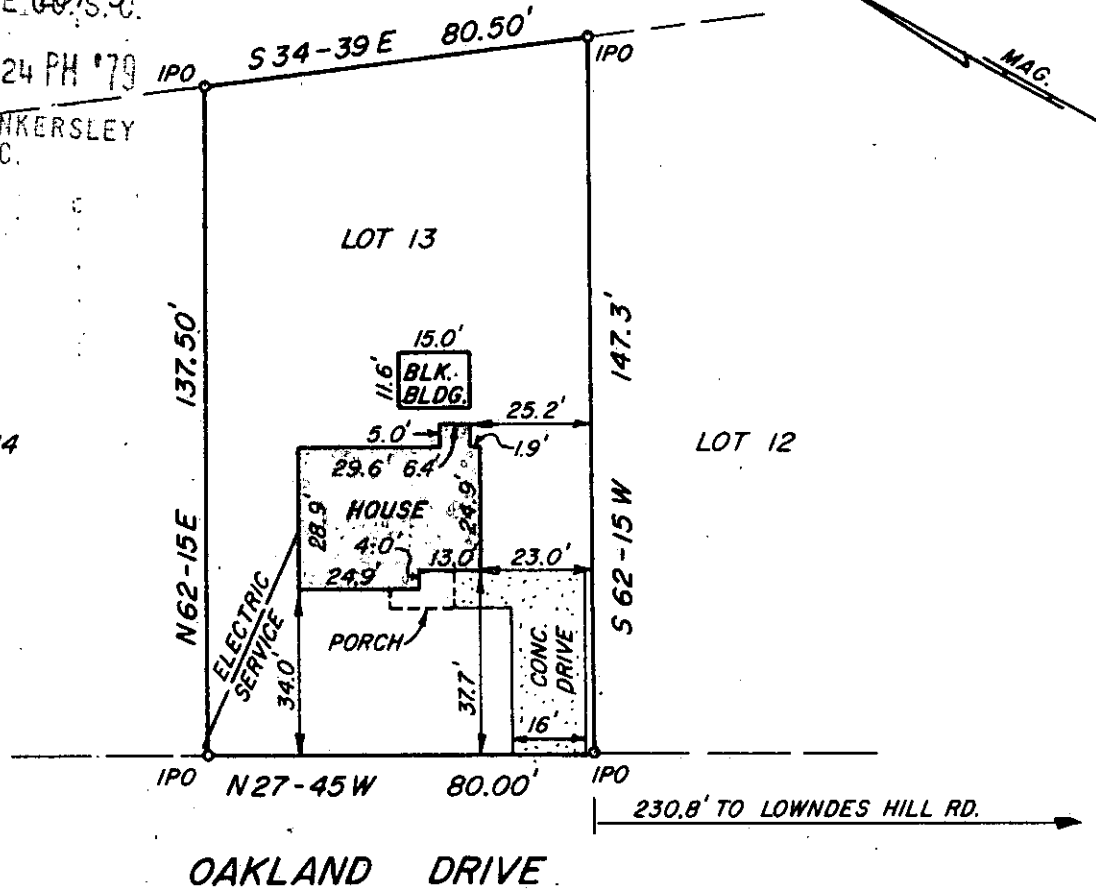 S.C.
24 PM '79
NKERSLEY
C.
S 34-39 E 80.50'
IPO
IPO
MAG.
LOT 13
137.50'
N 62-15 E
147.3'
S 62-15 W
15.0'
11.6'
BLK.
BLDG.
25.2'
5.0'
1.9'
29.6' 6.4'
LOT 12
4
HOUSE
28.9'
24.9'
4.0'
13.0'
23.0'
24.9'
ELECTRIC
SERVICE
PORCH
34.0'
37.7'
CONC.
DRIVE
16'
IPO
IPO
N 27-45 W 80.00'
230.8' TO LOWNDES HILL RD.
OAKLAND DRIVE